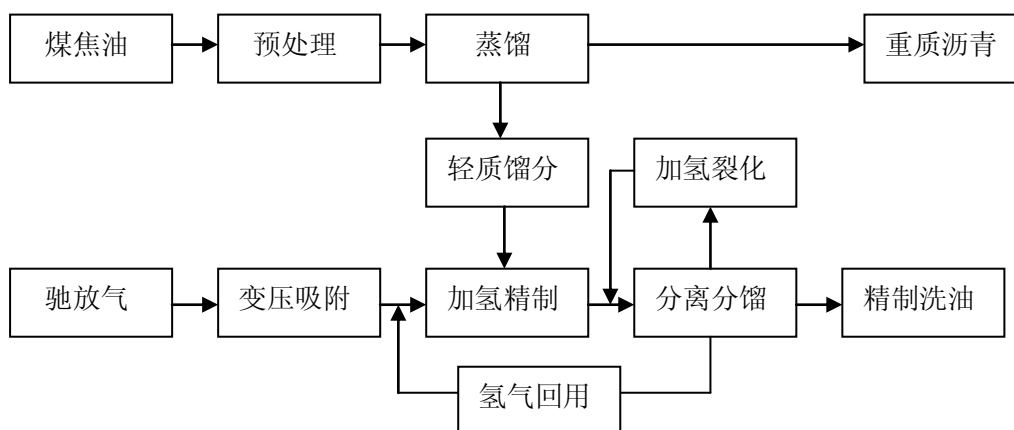 煤焦油
预处理
蒸馏
重质沥青
轻质馏分
加氢裂化
驰放气
变压吸附
加氢精制
分离分馏
精制洗油
氢气回用